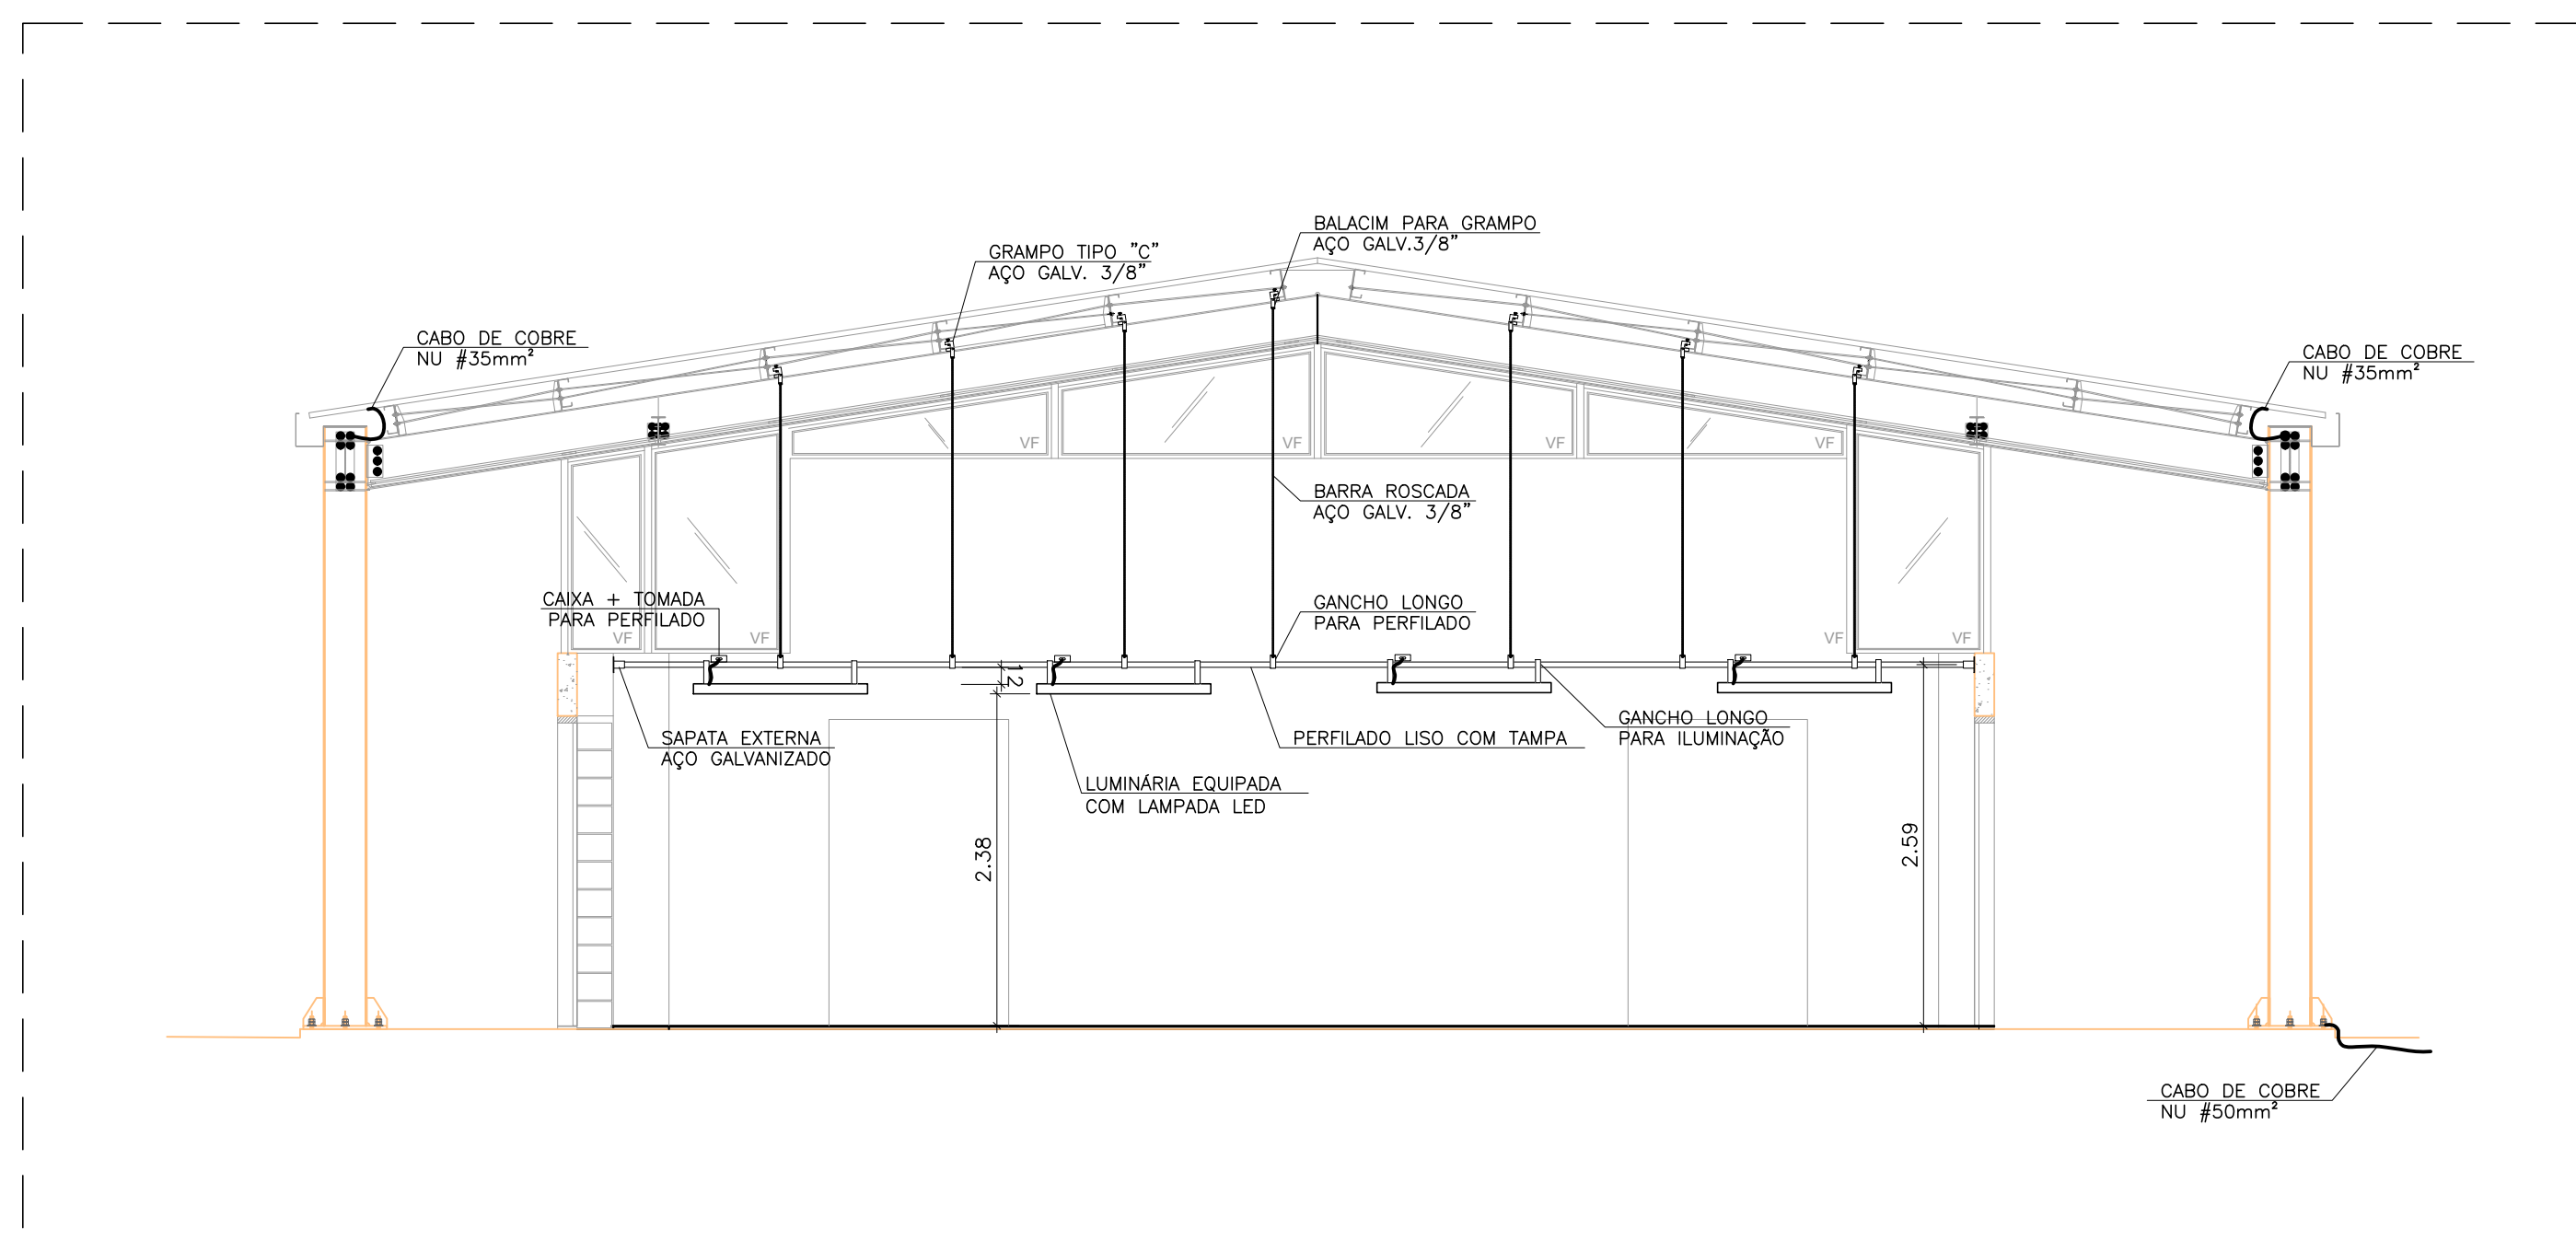 BALACIM PARA GRAMPO
AÇO GALV.3/8"
GRAMPO TIPO "C"
AÇO GALV. 3/8"
CABO DE COBRE
NU #35mm²
CABO DE COBRE
NU #35mm²
VF
VF
VF
VF
BARRA ROSCADA
AÇO GALV. 3/8"
CAIXA + TOMADA
PARA PERFILADO
GANCHO LONGO
PARA PERFILADO
VF
VF
VF
VF
12
SAPATA EXTERNA
AÇO GALVANIZADO
PERFILADO LISO COM TAMPA
GANCHO LONGO
PARA ILUMINAÇÃO
LUMINÁRIA EQUIPADA
COM LAMPADA LED
2.38
2.59
CABO DE COBRE
NU #50mm²